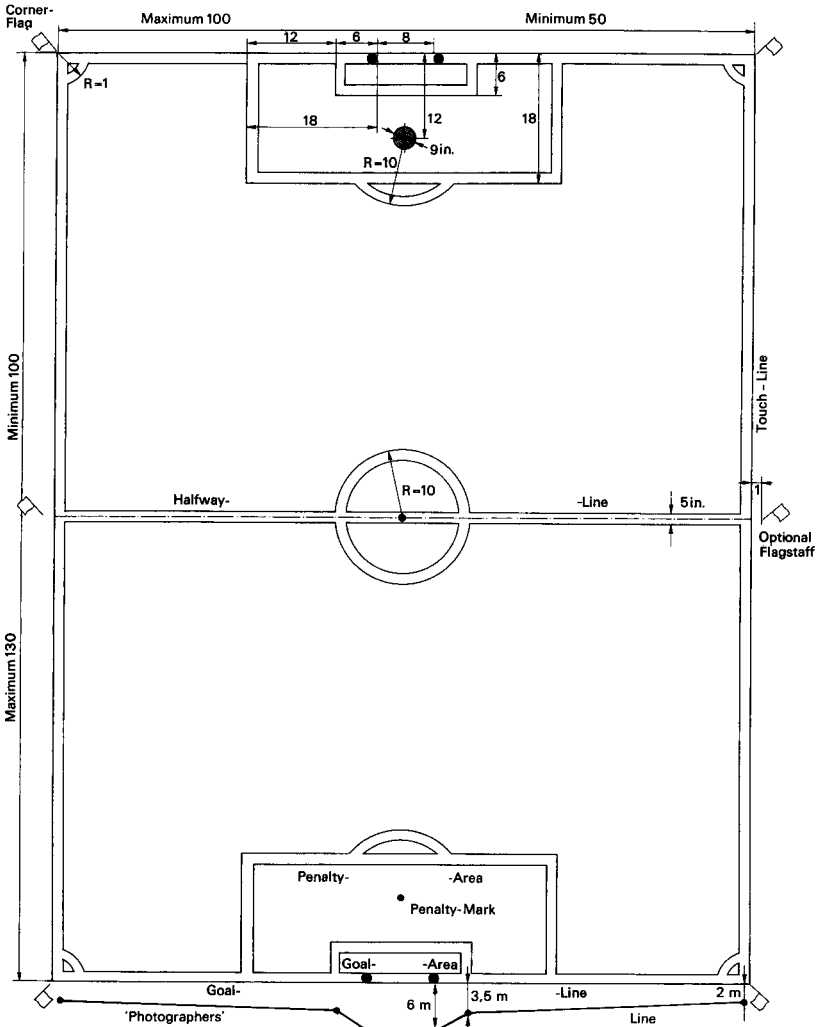 Corner-
Flag
Maximum 100
Minimum 50
12
6
8
R=1
6
18
12
18
9in.
R=10
Minimum 100
Touch - Line
R=10
Halfway-
-Line
5in.
1
Optional
Flagstaff
Maximum 130
Penalty-
-Area
Penalty-Mark
Goal-
-Area
Goal-
-Line
6 m
3,5 m
2 m
'Photographers'
Line